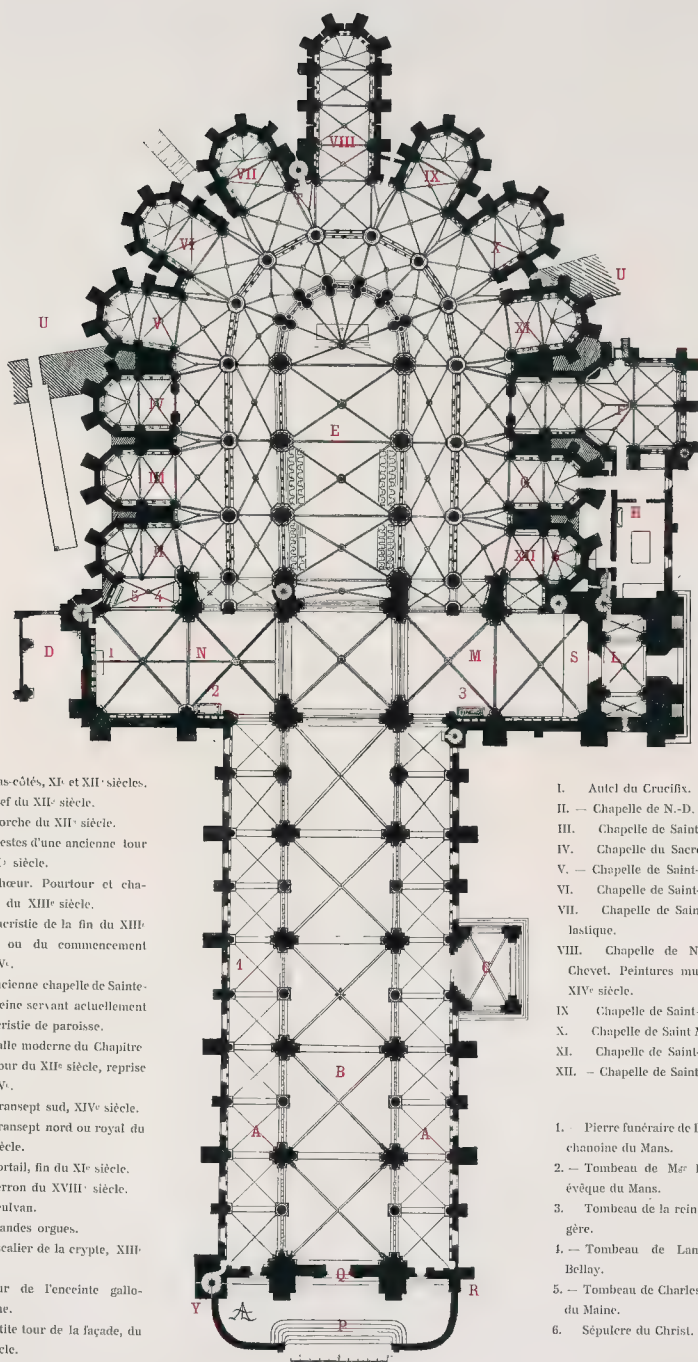 VIII
VII
IX
VI
X
U
U
V
XI
IV
F
E
III
G
H
II
XII
6
5
4
D
1
N
M
S
L
2
3
as-côtés, XIe et XIIe siècles.
ef du XIIe siècle.
orche du XIIe siècle.
estes d'une ancienne tour
siècle.
hœur. Pourtour et cha-
du XIIIe siècle.
acristie de la fin du XIIIe
ou du commencement
Ve.
ncienne chapelle de Sainte-
eine servant actuellement
cristie de paroisse.
alle moderne du Chapitre
our du XIIe siècle, reprise
Ve.
ransept sud, XIVe siècle.
ransept nord ou royal du
ècle.
ortail, fin du XIe siècle.
erron du XVIIIe siècle.
eulvan.
andes orgues.
scalier de la crypte, XIIIe
ur de l'enceinte gallo-
ne.
tite tour de la façade, du
cle.
1
C
B
A
A
Y
Q
R
P
I. Autel du Crucifix.
II. — Chapelle de N.-D.
III. Chapelle de Saint
IV. Chapelle du Sacré
V. — Chapelle de Saint-
VI. Chapelle de Saint-
VII. Chapelle de Sain
lastique.
VIII. Chapelle de N
Chevet. Peintures mu
XIVe siècle.
IX Chapelle de Saint-
X. Chapelle de Saint M
XI. Chapelle de Saint-
XII. — Chapelle de Saint
1. Pierre funéraire de
chanoine du Mans.
2. — Tombeau de Mgr
évêque du Mans.
3. Tombeau de la rein
gère.
4. — Tombeau de Lan
Bellay.
5. — Tombeau de Charles
du Maine.
6. Sépulcre du Christ.